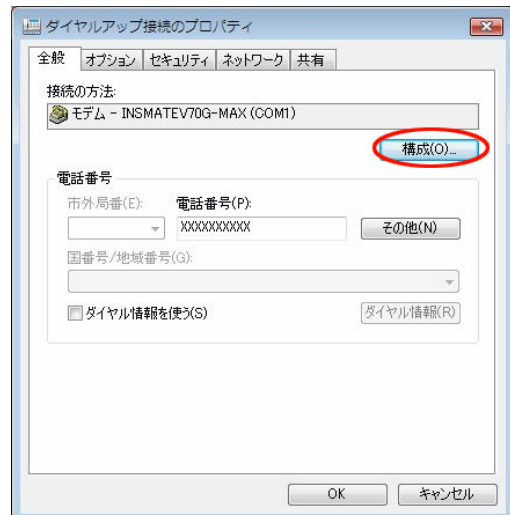 ダイヤルアップ接続のプロパティ
全般 オプション セキュリティ ネットワーク 共有
接続の方法:
モデム - INSMATEV70G-MAX (COM1)
構成(O)...
電話番号
市外局番(E): 電話番号(P):
XXXXXXXXXX その他(N)
国番号/地域番号(G):
ダイヤル情報を使う(S) ダイヤル情報(R)
OK キャンセル